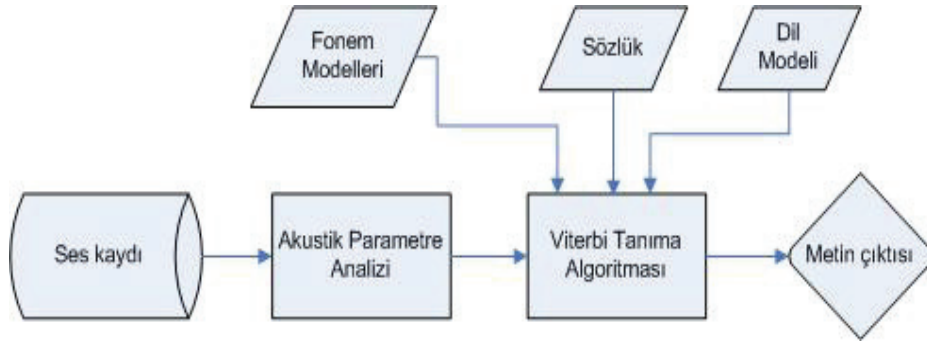 Fonem
Modelleri
Sözlük
Dil
Modeli
Ses kaydı
Akustik Parametre
Analizi
Viterbi Tanıma
Algoritması
Metin çıktısı